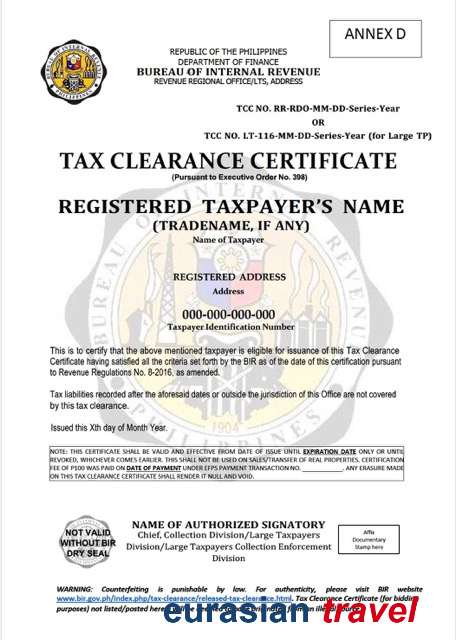 ANNEX D
REPUBLIC OF THE PHILIPPINES
DEPARTMENT OF FINANCE
BUREAU OF INTERNAL REVENUE
REVENUE REGIONAL OFFICE/LTS, ADDRESS
TCC NO. RR-RDO-MM-DD-Series-Year
OR
TCC NO. LT-116-MM-DD-Series-Year (for Large TP)
TAX CLEARANCE CERTIFICATE
(Pursuant to Executive Order No. 398)
REGISTERED TAXPAYER'S NAME
(TRADENAME, IF ANY)
Name of Taxpayer
REGISTERED ADDRESS
Address
000-000-000-000
Taxpayer Identification Number
This is to certify that the above mentioned taxpayer is eligible for issuance of this Tax Clearance
Certificate having satisfied all the criteria set forth by the BIR as of the date of this certification pursuant
to Revenue Regulations No. 8-2016, as amended.
Tax liabilities recorded after the aforesaid dates or outside the jurisdiction of this Office are not covered
by this tax clearance.
Issued this Xth day of Month Year.
NOTE: THIS CERTIFICATE SHALL BE VALID AND EFFECTIVE FROM DATE OF ISSUE UNTIL EXPIRATION DATE ONLY OR UNTIL
REVOKED, WHICHEVER COMES EARLIER. THIS SHALL NOT BE USED ON SALES/TRANSFER OF REAL PROPERTIES. CERTIFICATION
FEE OF P100 WAS PAID ON DATE OF PAYMENT UNDER EFPS PAYMENT TRANSACTION NO. ____________. ANY ERASURE MADE
ON THIS TAX CLEARANCE CERTIFICATE SHALL RENDER IT NULL AND VOID.
NOT VALID
WITHOUT BIR
DRY SEAL
NAME OF AUTHORIZED SIGNATORY
Chief, Collection Division/Large Taxpayers
Division/Large Taxpayers Collection Enforcement
Division
Affix
Documentary
Stamp here
WARNING: Counterfeiting is punishable by law. For authenticity, please visit BIR website
www.bir.gov.ph/index.php/tax-clearance/released-tax-clearance.html. Tax Clearance Certificate (for bidding
purposes) not listed/posted herein
eurasian travel
BUREAU OF INTERNAL REVENUE
1904
PHILIPPINES